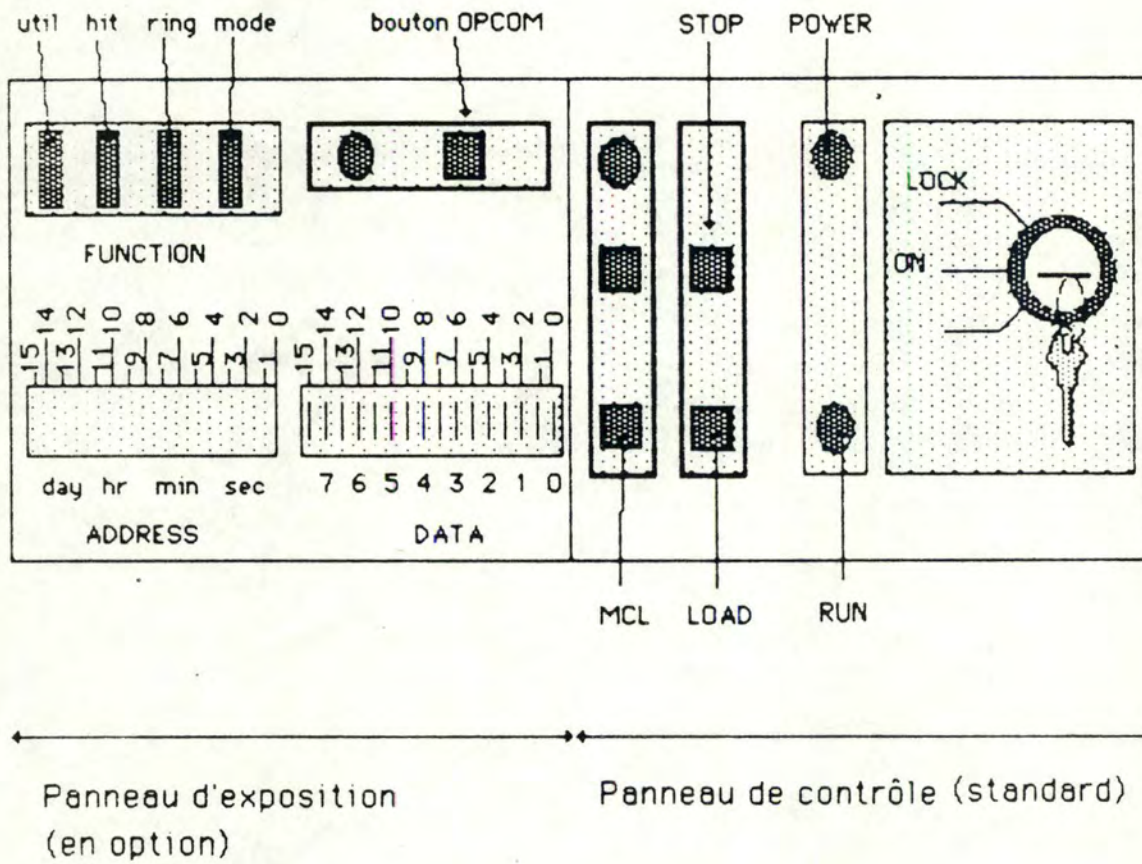 util hit ring mode
bouton OPCOM
STOP
POWER
FUNCTION
LOCK
ON
14 12 10 8 6 4 2 0
15 13 11 9 7 5 3 1
14 12 10 8 6 4 2 0
15 13 11 9 7 5 3 1
day hr min sec
7 6 5 4 3 2 1 0
ADDRESS
DATA
MCL
LOAD
RUN
Panneau d'exposition
(en option)
Panneau de contrôle (standard)